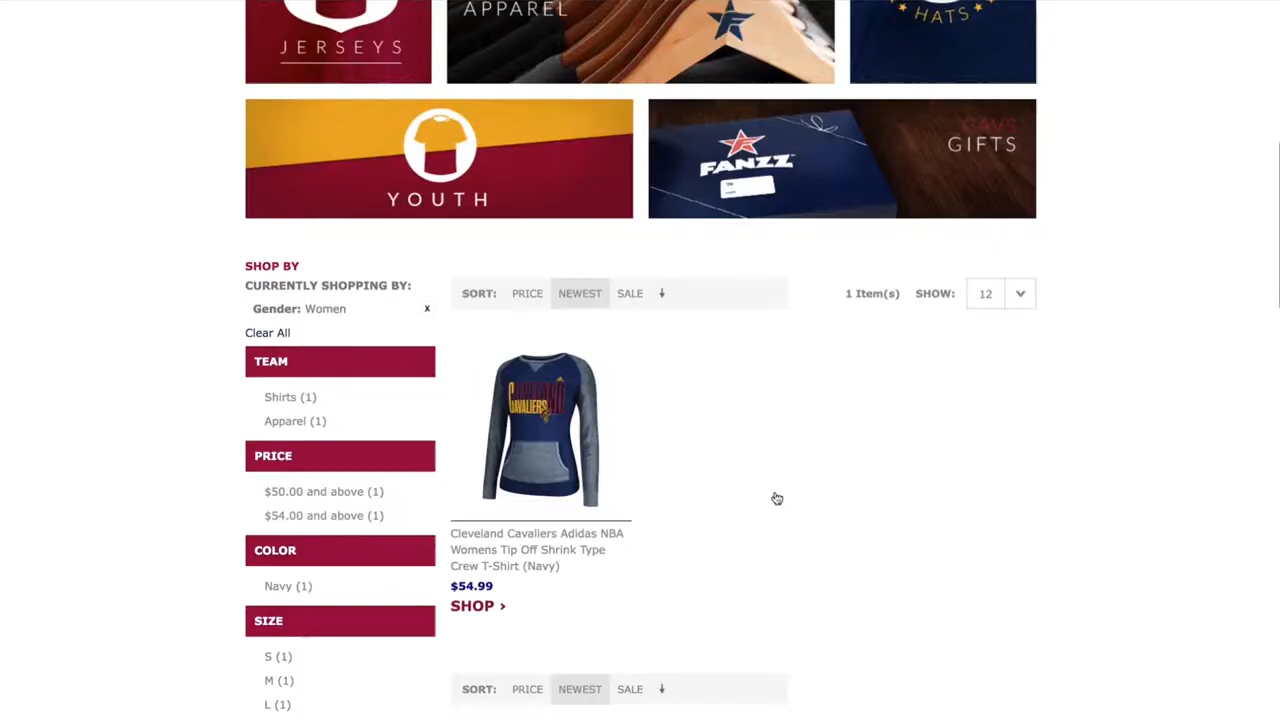 APPAREL
HATS
JERSEYS
YOUTH
FANZZ
TO
CAVS
GIFTS
SHOP BY
CURRENTLY SHOPPING BY:
Gender: Women x
Clear All
TEAM
Shirts (1)
Apparel (1)
PRICE
$50.00 and above (1)
$54.00 and above (1)
COLOR
Navy (1)
SIZE
S (1)
M (1)
L (1)
SORT: PRICE NEWEST SALE
1 Item(s) SHOW: 12
CAVALIERS
Cleveland Cavaliers Adidas NBA
Womens Tip Off Shrink Type
Crew T-Shirt (Navy)
$54.99
SHOP ›
SORT: PRICE NEWEST SALE